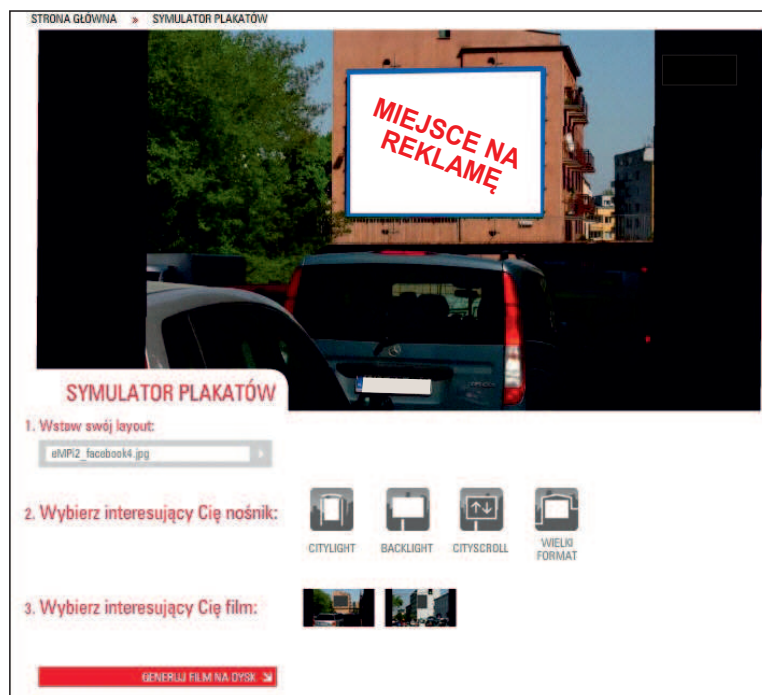 STRONA GŁÓWNA » SYMULATOR PLAKATÓW
MIEJSCE NA
REKLAMĘ
SYMULATOR PLAKATÓW
1. Wstaw swój layout:
eMPi2_facebook4.jpg
2. Wybierz interesujący Cię nośnik:
CITYLIGHT
BACKLIGHT
CITYSCROLL
WIELKI
FORMAT
3. Wybierz interesujący Cię film:
GENERUJ FILM NA DYSK